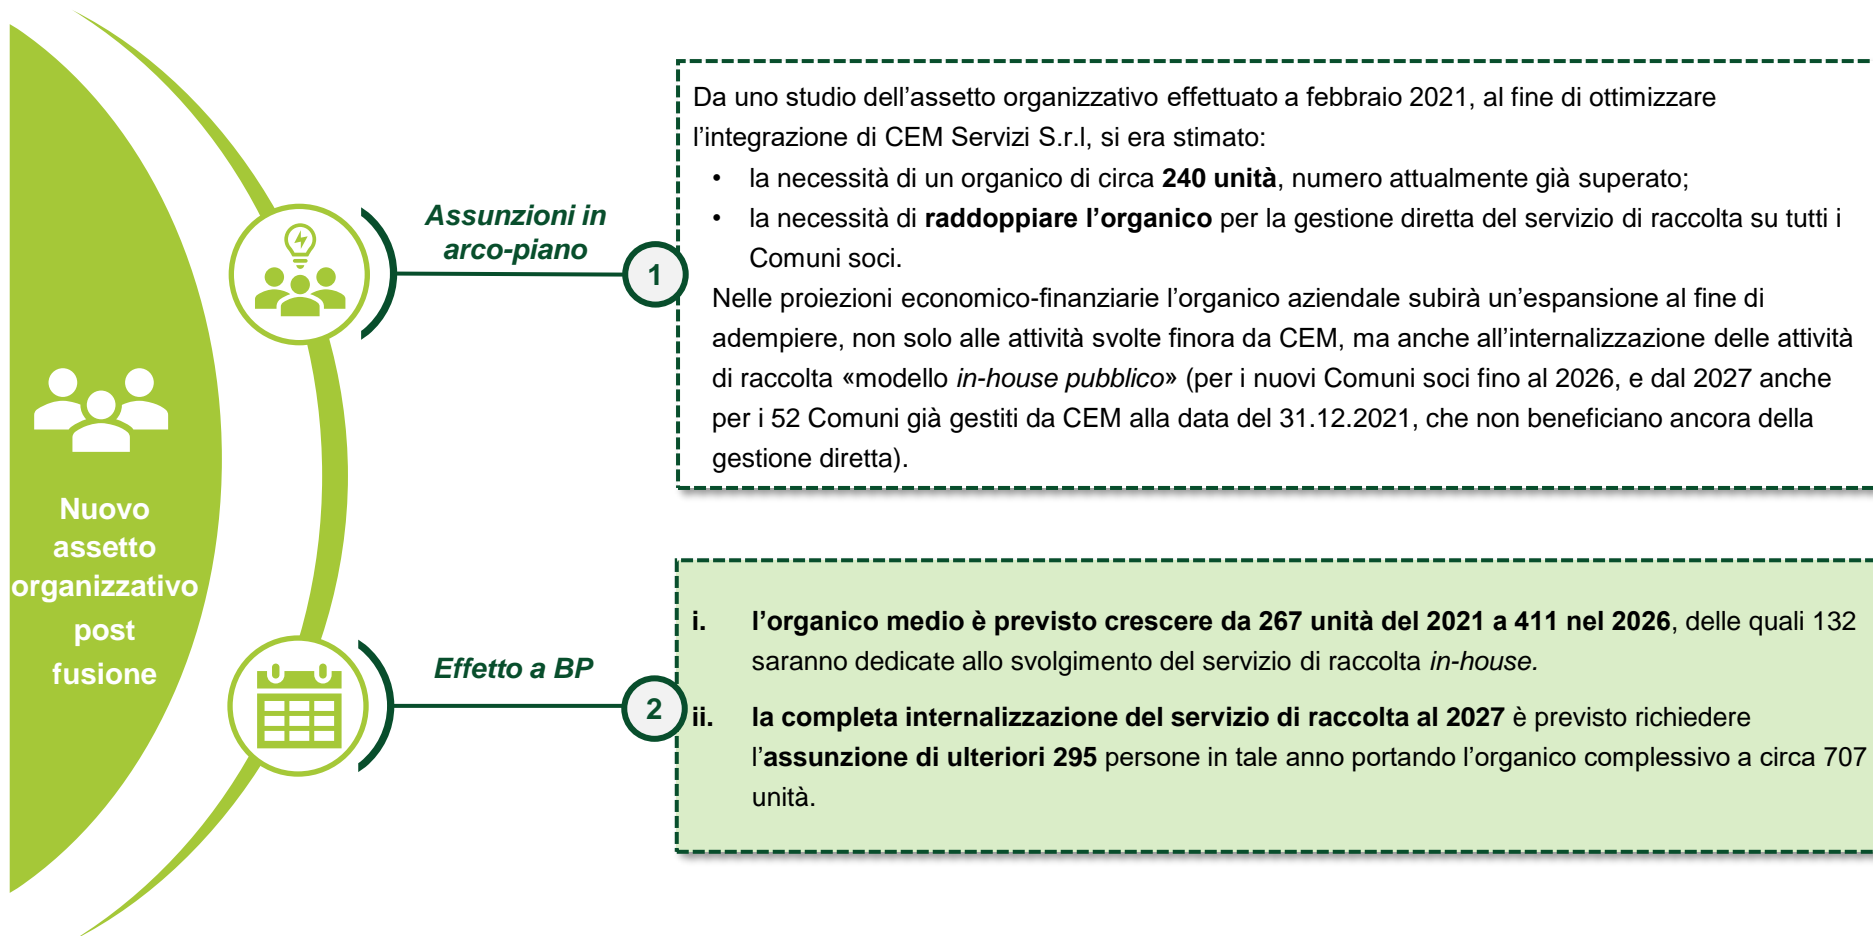 Nuovo
assetto
organizzativo
post
fusione
Assunzioni in
arco-piano
1
Da uno studio dell’assetto organizzativo effettuato a febbraio 2021, al fine di ottimizzare
l’integrazione di CEM Servizi S.r.l, si era stimato:
• la necessità di un organico di circa 240 unità, numero attualmente già superato;
• la necessità di raddoppiare l’organico per la gestione diretta del servizio di raccolta su tutti i
Comuni soci.
Nelle proiezioni economico-finanziarie l’organico aziendale subirà un’espansione al fine di
adempiere, non solo alle attività svolte finora da CEM, ma anche all’internalizzazione delle attività
di raccolta «modello in-house pubblico» (per i nuovi Comuni soci fino al 2026, e dal 2027 anche
per i 52 Comuni già gestiti da CEM alla data del 31.12.2021, che non beneficiano ancora della
gestione diretta).
Effetto a BP
2
i. l’organico medio è previsto crescere da 267 unità del 2021 a 411 nel 2026, delle quali 132
saranno dedicate allo svolgimento del servizio di raccolta in-house.
ii. la completa internalizzazione del servizio di raccolta al 2027 è previsto richiedere
l’assunzione di ulteriori 295 persone in tale anno portando l’organico complessivo a circa 707
unità.